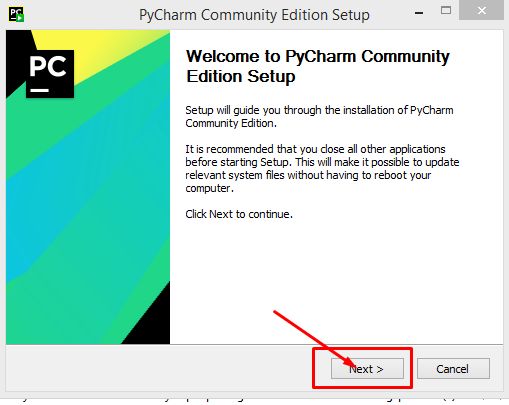 PyCharm Community Edition Setup
PC
Welcome to PyCharm Community
Edition Setup
Setup will guide you through the installation of PyCharm
Community Edition.
It is recommended that you close all other applications
before starting Setup. This will make it possible to update
relevant system files without having to reboot your
computer.
Click Next to continue.
Next >
Cancel